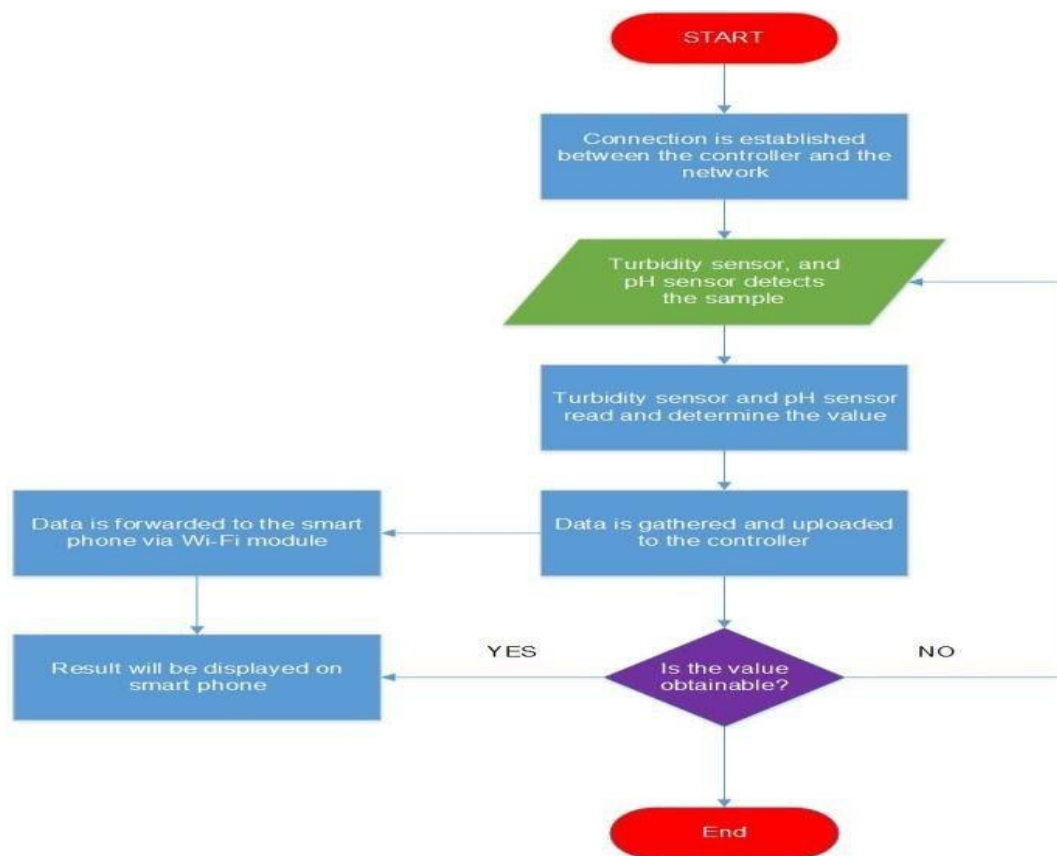 START
Connection is established
between the controller and the
network
Turbidity sensor, and
pH sensor detects
the sample
Turbidity sensor and pH sensor
read and determine the value
Data is forwarded to the smart
phone via Wi-Fi module
Data is gathered and uploaded
to the controller
Result will be displayed on
smart phone
YES
Is the value
obtainable?
NO
End